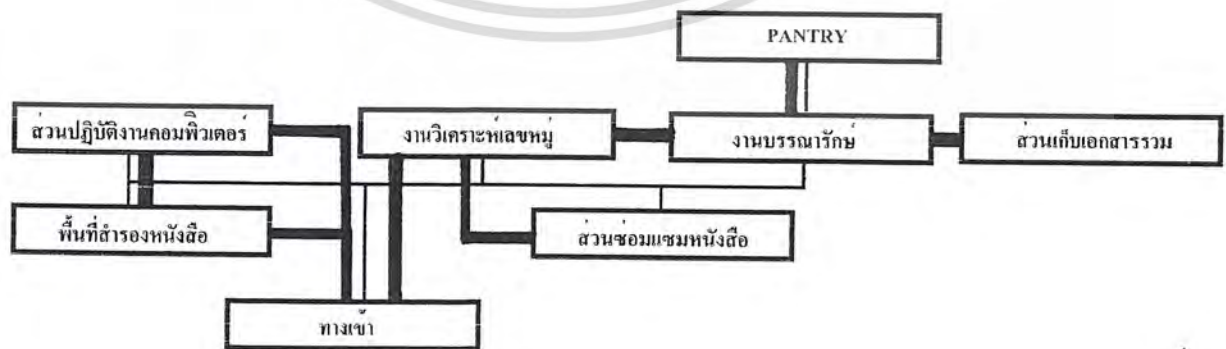 PANTRY
ส่วนปฏิบัติงานคอมพิวเตอร์
งานวิเคราะห์เลขหมู่
งานบรรณารักษ์
ส่วนเก็บเอกสารรวม
พื้นที่สำรองหนังสือ
ส่วนซ่อมแซมหนังสือ
ทางเข้า